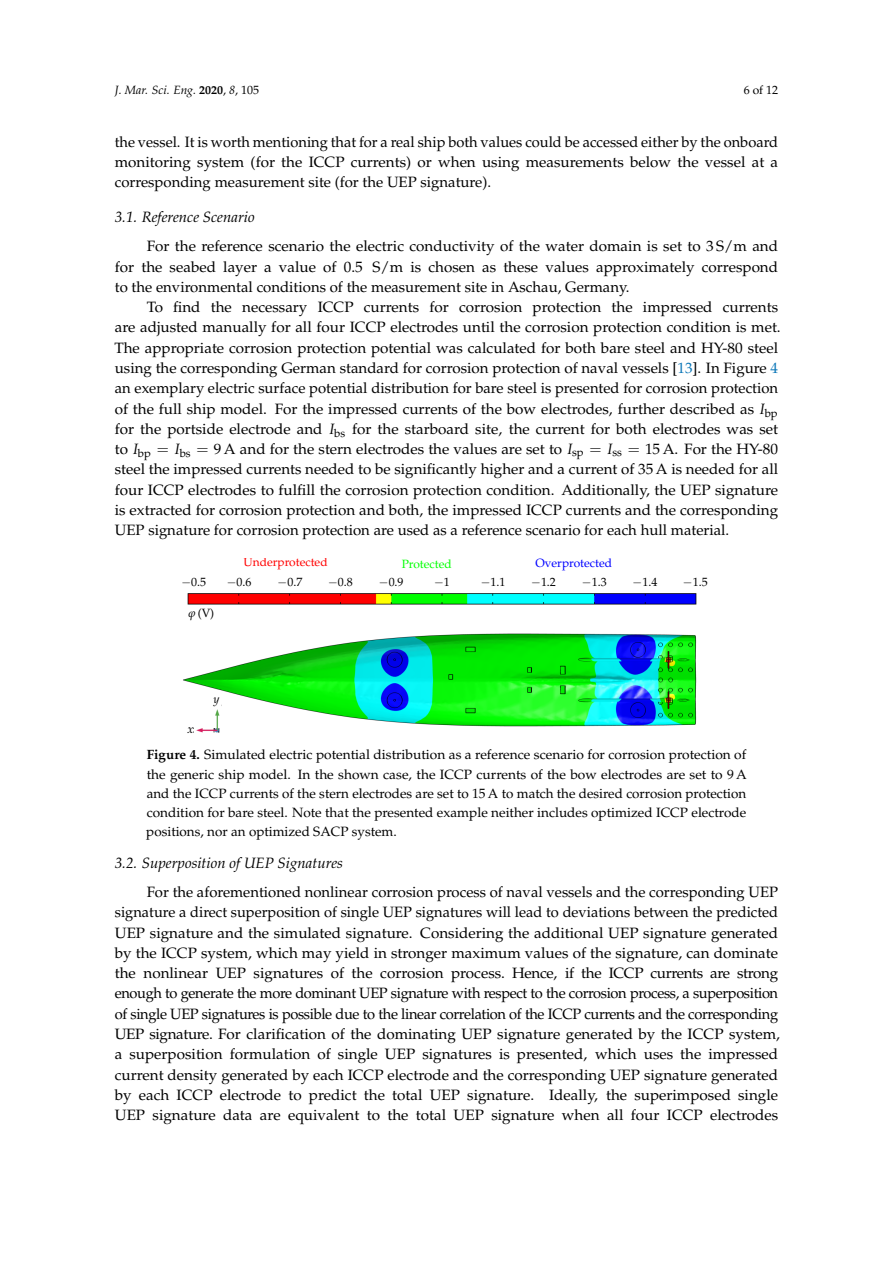 J. Mar. Sci. Eng. 2020, 8, 105 6 of 12
the vessel. It is worth mentioning that for a real ship both values could be accessed either by the onboard
monitoring system (for the ICCP currents) or when using measurements below the vessel at a
corresponding measurement site (for the UEP signature).
3.1. Reference Scenario
For the reference scenario the electric conductivity of the water domain is set to 3 S/m and
for the seabed layer a value of 0.5 S/m is chosen as these values approximately correspond
to the environmental conditions of the measurement site in Aschau, Germany.
To find the necessary ICCP currents for corrosion protection the impressed currents
are adjusted manually for all four ICCP electrodes until the corrosion protection condition is met.
The appropriate corrosion protection potential was calculated for both bare steel and HY-80 steel
using the corresponding German standard for corrosion protection of naval vessels [13]. In Figure 4
an exemplary electric surface potential distribution for bare steel is presented for corrosion protection
of the full ship model. For the impressed currents of the bow electrodes, further described as Ibp
for the portside electrode and Ibs for the starboard site, the current for both electrodes was set
to Ibp = Ibs = 9 A and for the stern electrodes the values are set to Isp = Iss = 15 A. For the HY-80
steel the impressed currents needed to be significantly higher and a current of 35 A is needed for all
four ICCP electrodes to fulfill the corrosion protection condition. Additionally, the UEP signature
is extracted for corrosion protection and both, the impressed ICCP currents and the corresponding
UEP signature for corrosion protection are used as a reference scenario for each hull material.
Underprotected Protected Overprotected
−0.5 −0.6 −0.7 −0.8 −0.9 −1 −1.1 −1.2 −1.3 −1.4 −1.5
φ (V)
y
x
Figure 4. Simulated electric potential distribution as a reference scenario for corrosion protection of
the generic ship model. In the shown case, the ICCP currents of the bow electrodes are set to 9 A
and the ICCP currents of the stern electrodes are set to 15 A to match the desired corrosion protection
condition for bare steel. Note that the presented example neither includes optimized ICCP electrode
positions, nor an optimized SACP system.
3.2. Superposition of UEP Signatures
For the aforementioned nonlinear corrosion process of naval vessels and the corresponding UEP
signature a direct superposition of single UEP signatures will lead to deviations between the predicted
UEP signature and the simulated signature. Considering the additional UEP signature generated
by the ICCP system, which may yield in stronger maximum values of the signature, can dominate
the nonlinear UEP signatures of the corrosion process. Hence, if the ICCP currents are strong
enough to generate the more dominant UEP signature with respect to the corrosion process, a superposition
of single UEP signatures is possible due to the linear correlation of the ICCP currents and the corresponding
UEP signature. For clarification of the dominating UEP signature generated by the ICCP system,
a superposition formulation of single UEP signatures is presented, which uses the impressed
current density generated by each ICCP electrode and the corresponding UEP signature generated
by each ICCP electrode to predict the total UEP signature. Ideally, the superimposed single
UEP signature data are equivalent to the total UEP signature when all four ICCP electrodes